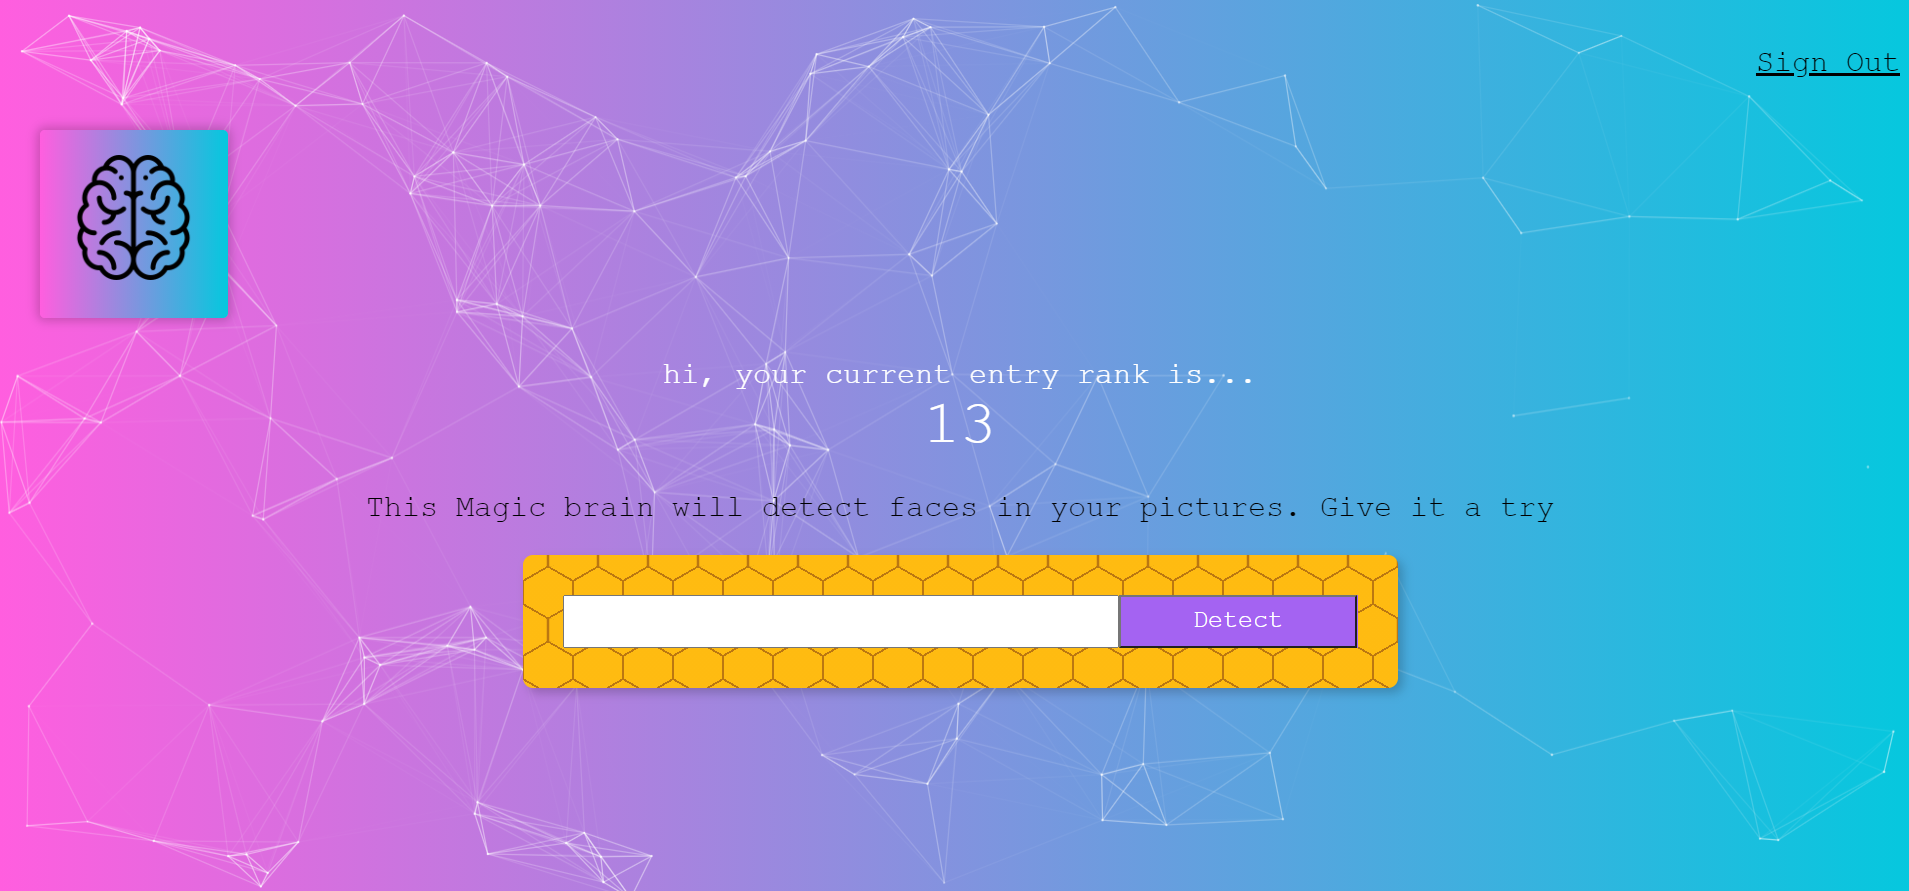 Sign Out
hi, your current entry rank is...
13
This Magic brain will detect faces in your pictures. Give it a try
Detect